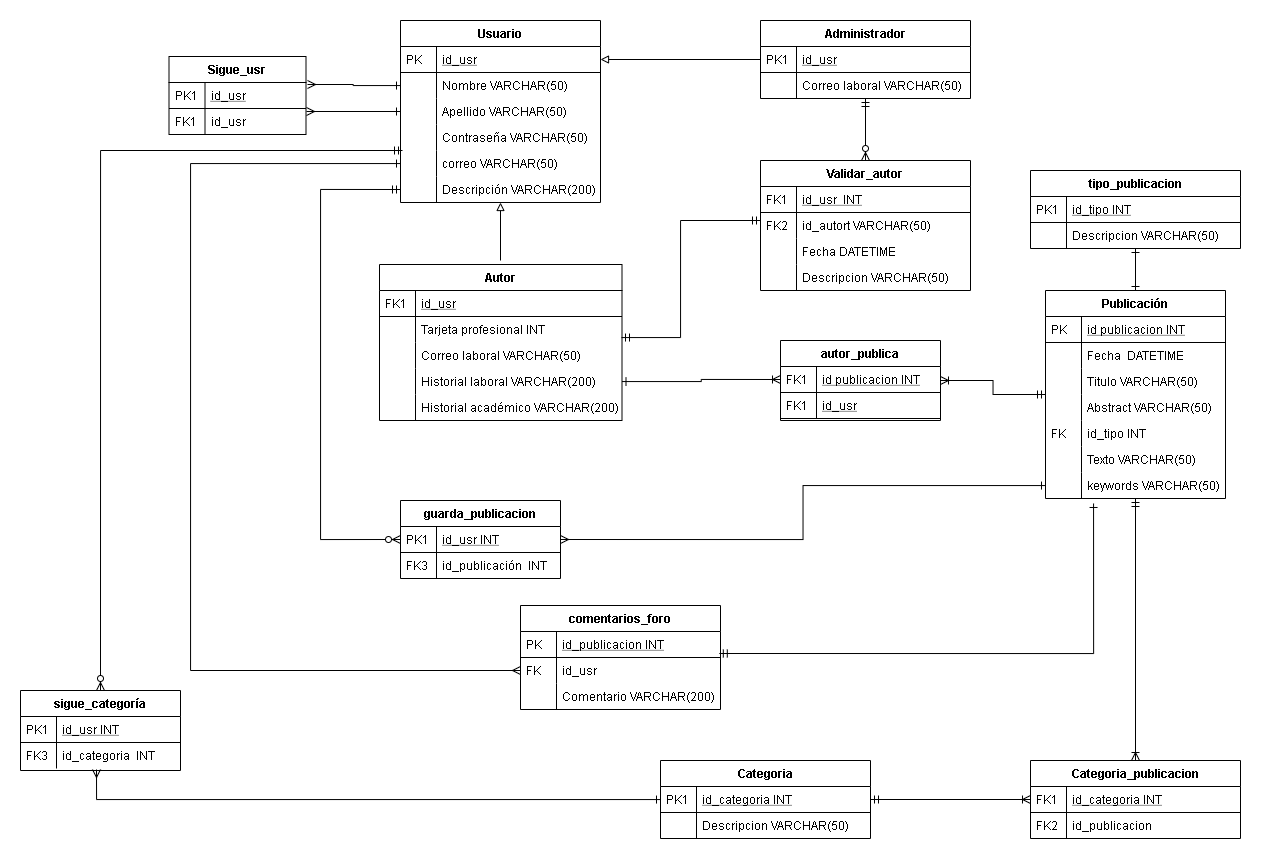 Usuario
PK id_usr
Nombre VARCHAR(50)
Apellido VARCHAR(50)
Contraseña VARCHAR(50)
correo VARCHAR(50)
Descripción VARCHAR(200)
Administrador
PK1 id_usr
Correo laboral VARCHAR(50)
Sigue_usr
PK1 id_usr
FK1 id_usr
Validar_autor
FK1 id_usr INT
FK2 id_autort VARCHAR(50)
Fecha DATETIME
Descripcion VARCHAR(50)
tipo_publicacion
PK1 id_tipo INT
Descripcion VARCHAR(50)
Autor
FK1 id_usr
Tarjeta profesional INT
Correo laboral VARCHAR(50)
Historial laboral VARCHAR(200)
Historial académico VARCHAR(200)
Publicación
PK id publicacion INT
Fecha DATETIME
Titulo VARCHAR(50)
Abstract VARCHAR(50)
FK id_tipo INT
Texto VARCHAR(50)
keywords VARCHAR(50)
autor_publica
FK1 id publicacion INT
FK1 id_usr
guarda_publicacion
PK1 id_usr INT
FK3 id_publicación INT
comentarios_foro
PK id_publicacion INT
FK id_usr
Comentario VARCHAR(200)
sigue_categoría
PK1 id_usr INT
FK3 id_categoria INT
Categoria
PK1 id_categoria INT
Descripcion VARCHAR(50)
Categoria_publicacion
FK1 id_categoria INT
FK2 id_publicacion